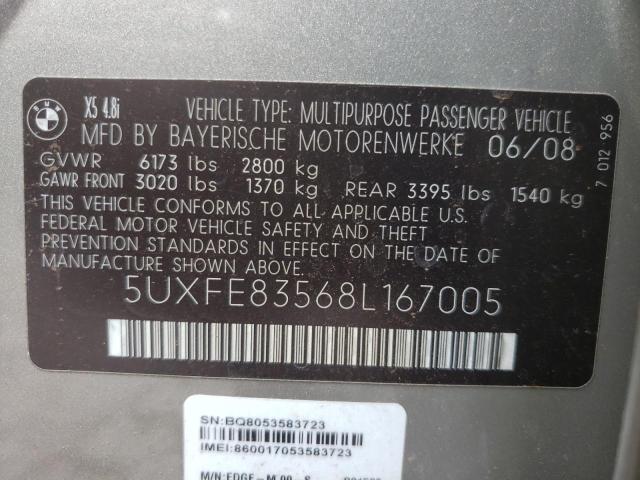 BMW X5 4.8i VEHICLE TYPE: MULTIPURPOSE PASSENGER VEHICLE
MFD BY BAYERISCHE MOTORENWERKE 06/08
GVWR 6173 lbs 2800 kg
GAWR FRONT 3020 lbs 1370 kg REAR 3395 lbs 1540 kg
THIS VEHICLE CONFORMS TO ALL APPLICABLE U.S.
FEDERAL MOTOR VEHICLE SAFETY AND THEFT
PREVENTION STANDARDS IN EFFECT ON THE DATE OF
MANUFACTURE SHOWN ABOVE.
5UXFE83568L167005
7 012 956
SN:BQ8053583723
IMEI:860017053583723
M/N:EDGE-M-00-S